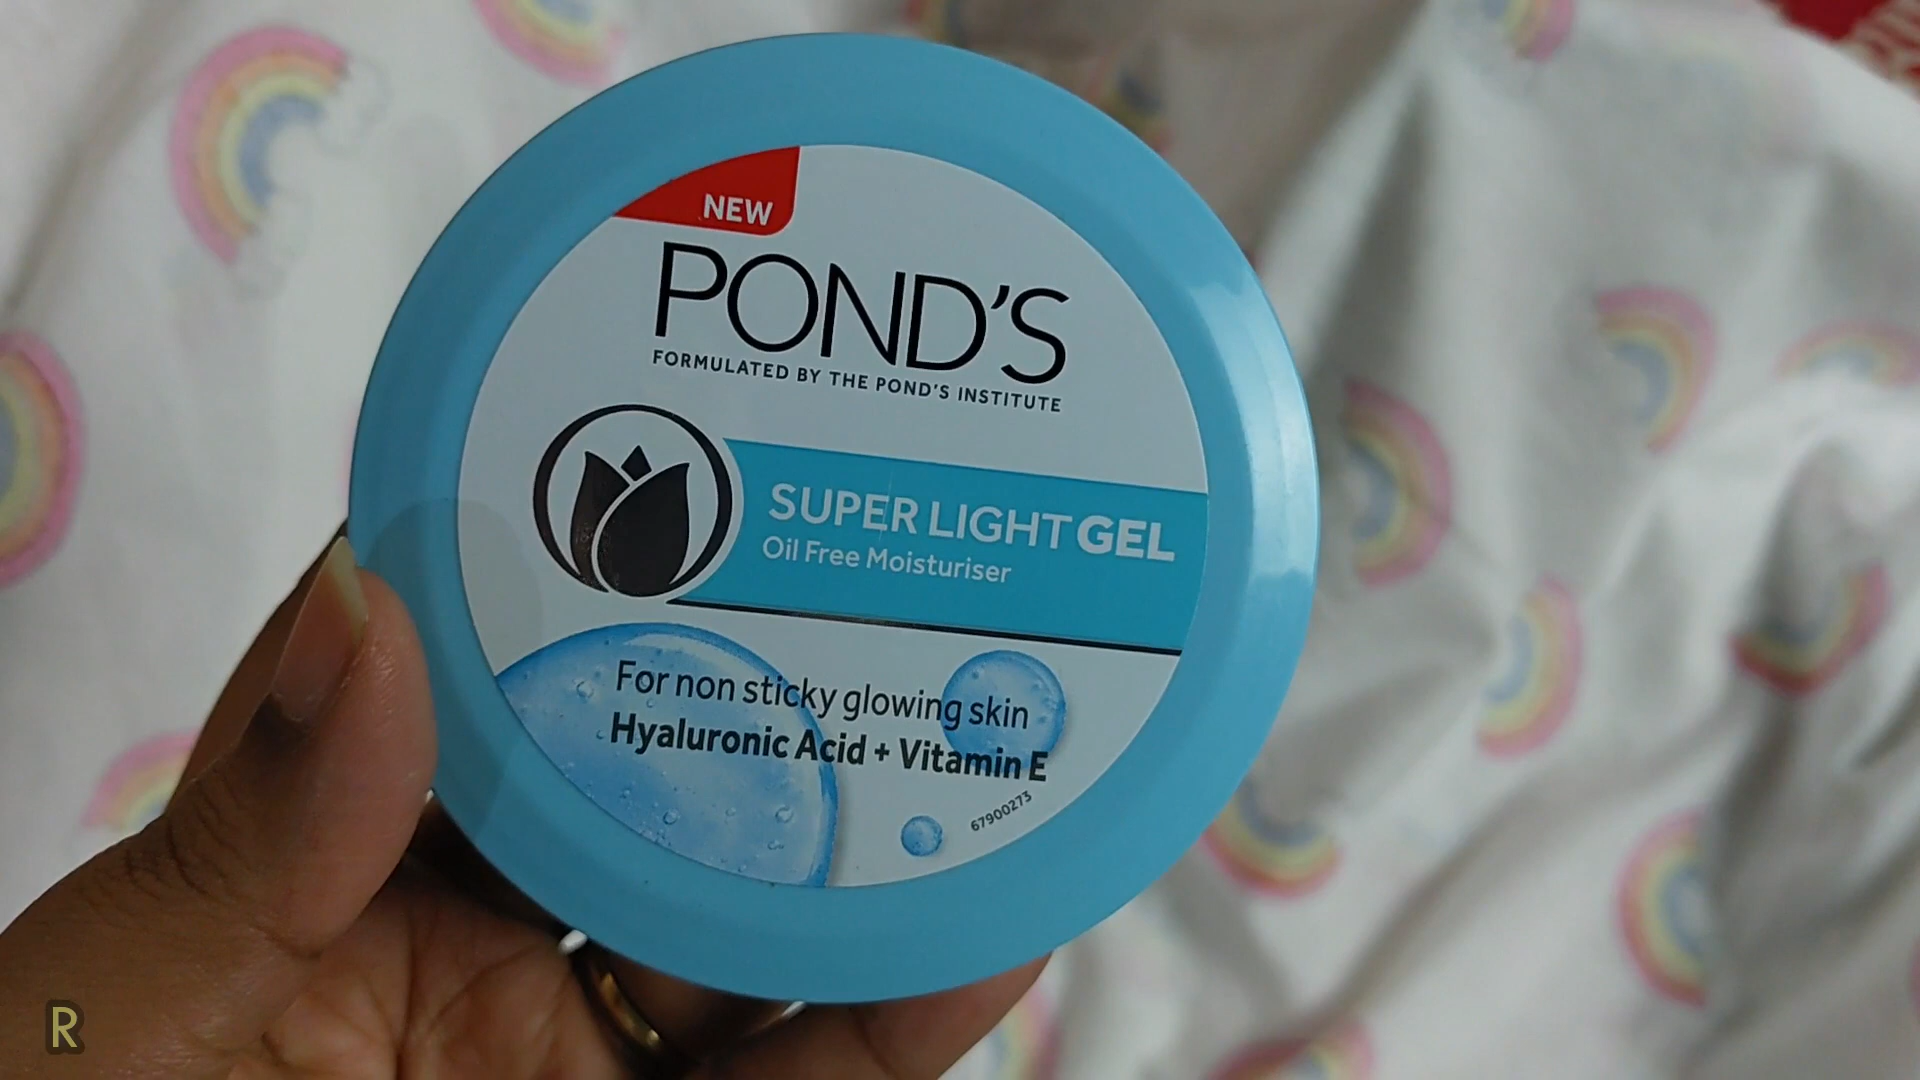 NEW
POND'S
FORMULATED BY THE POND'S INSTITUTE
SUPER LIGHT GEL
Oil Free Moisturiser
For non sticky glowing skin
Hyaluronic Acid + Vitamin E
67900273
R